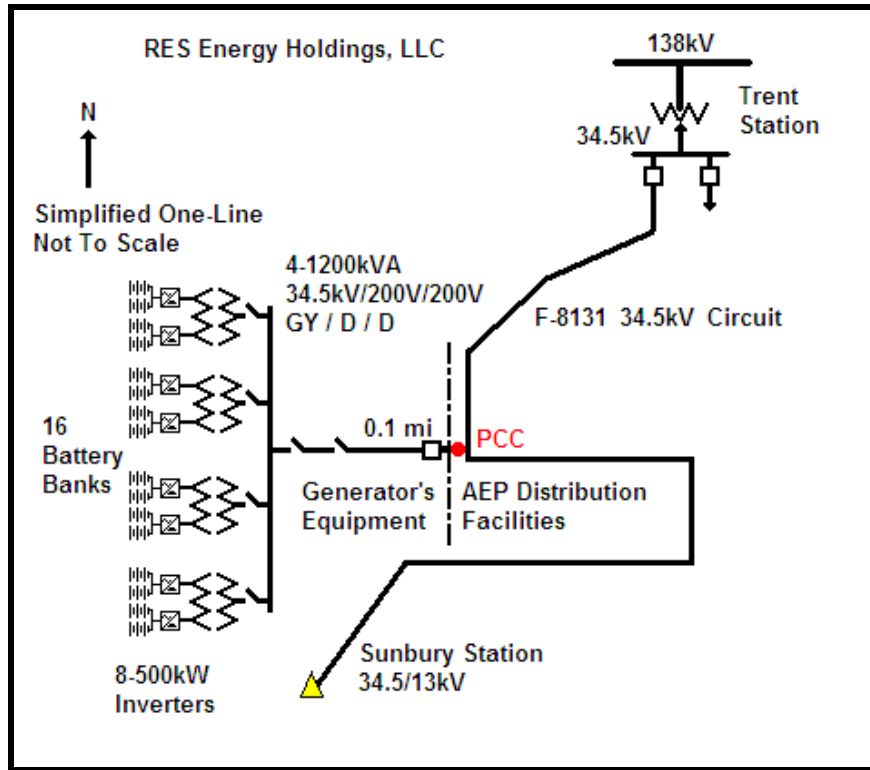 RES Energy Holdings, LLC
138kV
Trent
Station
34.5kV
N
Simplified One-Line
Not To Scale
4-1200kVA
34.5kV/200V/200V
GY / D / D
F-8131 34.5kV Circuit
16
Battery
Banks
0.1 mi
PCC
Generator's
Equipment
AEP Distribution
Facilities
8-500kW
Inverters
Sunbury Station
34.5/13kV